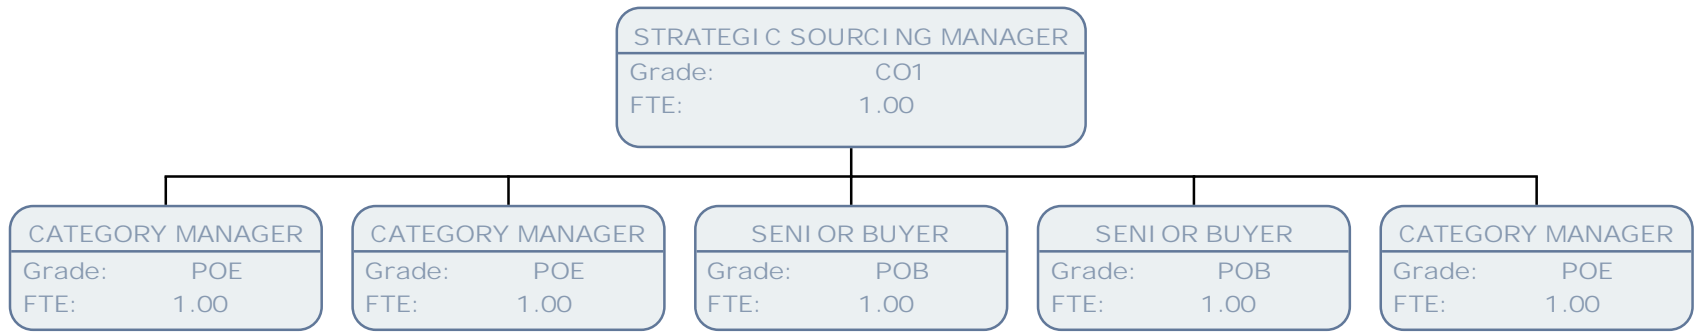 STRATEGIC SOURCING MANAGER
Grade: CO1
FTE: 1.00
CATEGORY MANAGER
Grade: POE
FTE: 1.00
CATEGORY MANAGER
Grade: POE
FTE: 1.00
SENIOR BUYER
Grade: POB
FTE: 1.00
SENIOR BUYER
Grade: POB
FTE: 1.00
CATEGORY MANAGER
Grade: POE
FTE: 1.00